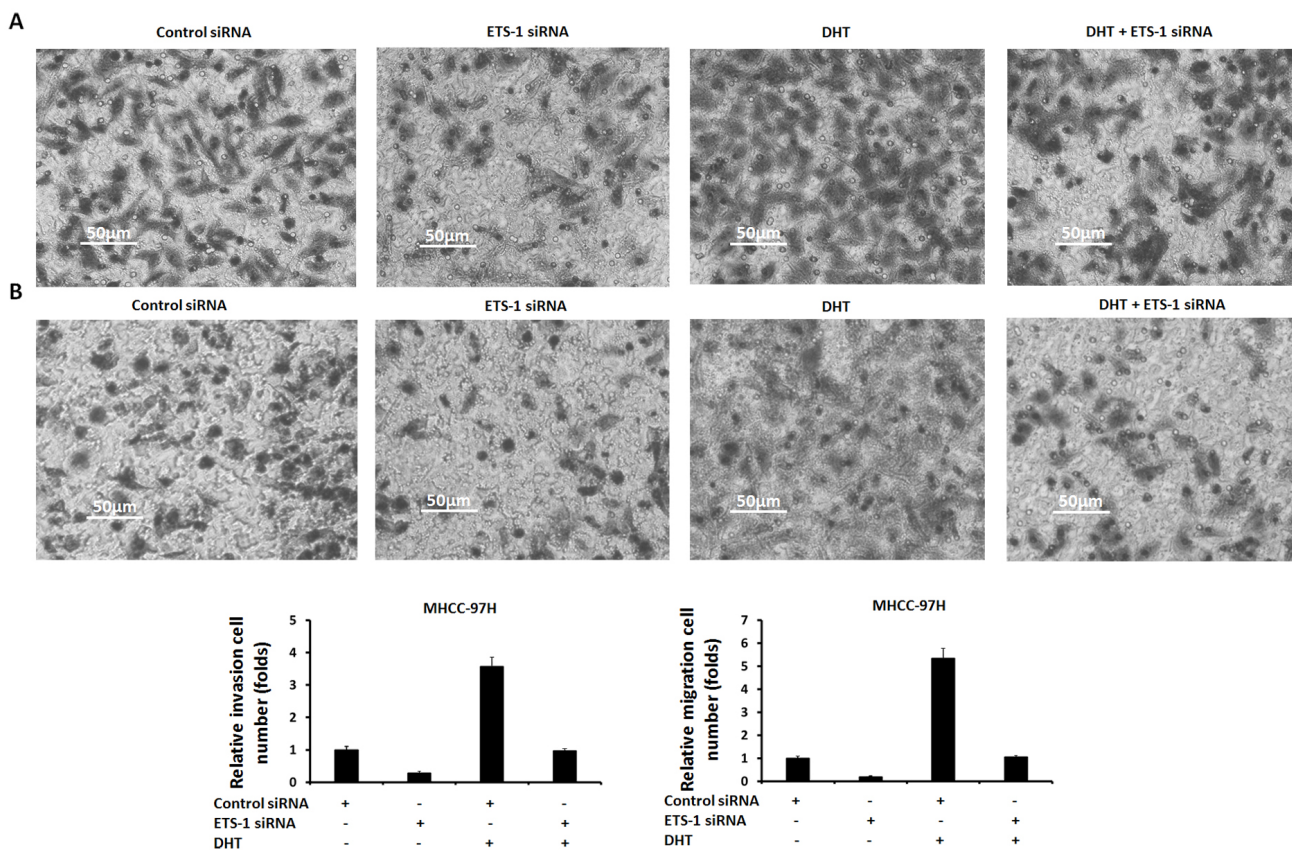 A
Control siRNA ETS-1 siRNA DHT DHT + ETS-1 siRNA
50μm 50μm 50μm 50μm
B
Control siRNA ETS-1 siRNA DHT DHT + ETS-1 siRNA
50μm 50μm 50μm 50μm
MHCC-97H
Relative invasion cell
number (folds)
5
4
3
2
1
0
Control siRNA + - + -
ETS-1 siRNA - + - +
DHT - - + +
MHCC-97H
Relative migration cell
number (folds)
7
6
5
4
3
2
1
0
Control siRNA + - + -
ETS-1 siRNA - + - +
DHT - - + +